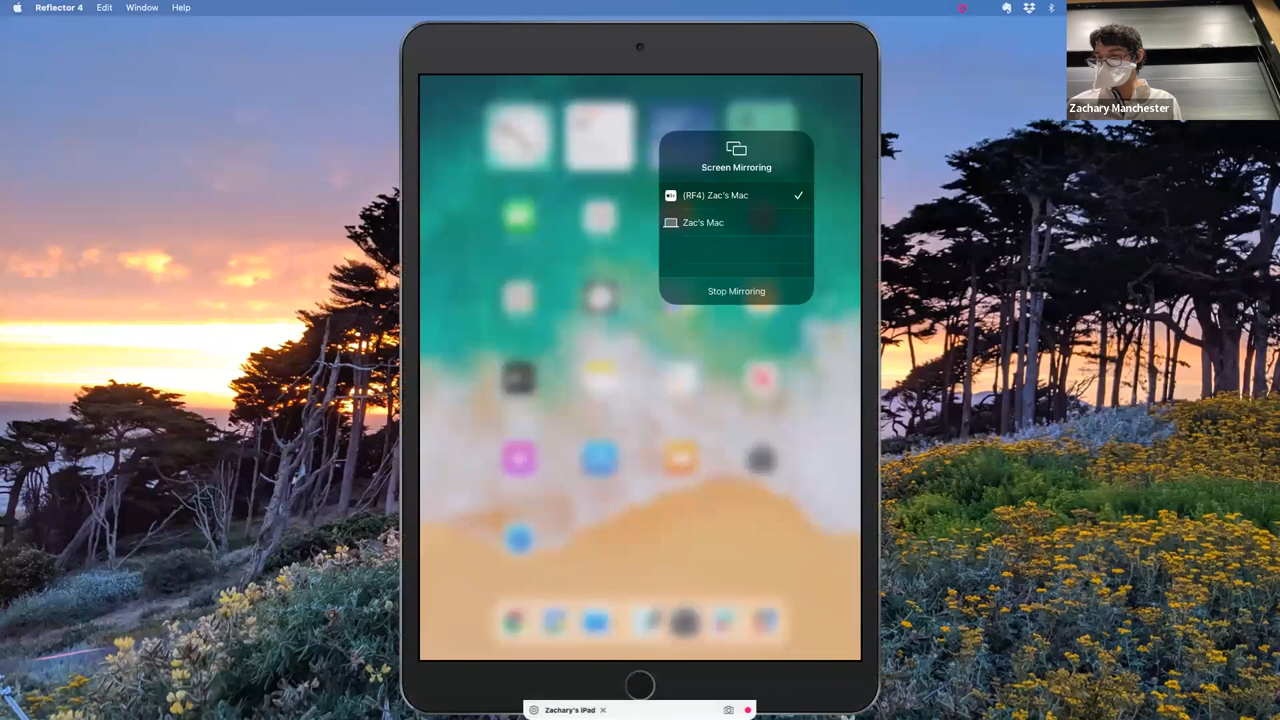 Reflector 4 Edit Window Help
Zachary Manchester
Screen Mirroring
(RF4) Zac's Mac
Zac's Mac
Stop Mirroring
Zachary's iPad